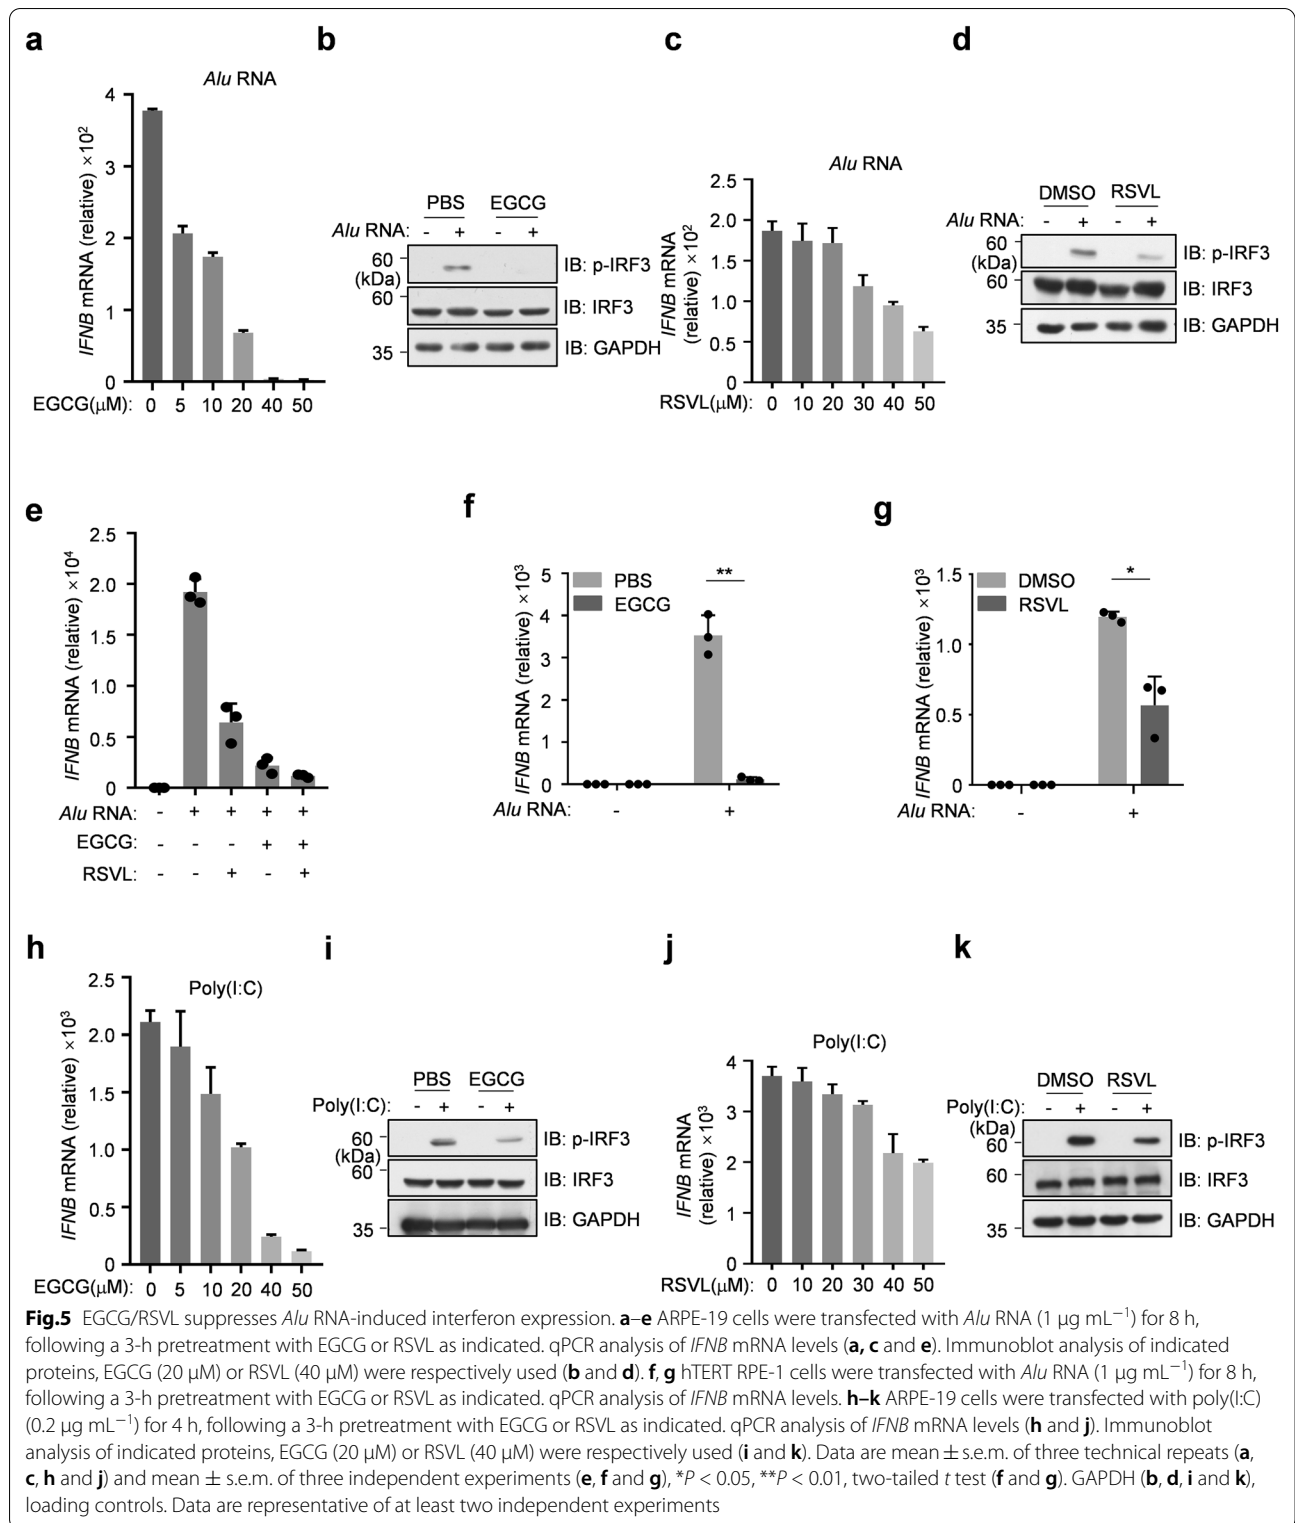 a
Alu RNA
IFNB mRNA (relative) ×10²
4
3
2
1
0
EGCG(μM): 0 5 10 20 40 50
b
PBS EGCG
Alu RNA: - + - +
60
(kDa)
IB: p-IRF3
60
IB: IRF3
35
IB: GAPDH
c
Alu RNA
IFNB mRNA
(relative) ×10²
2.5
2.0
1.5
1.0
0.5
0
RSVL(μM): 0 10 20 30 40 50
d
DMSO RSVL
Alu RNA: - + - +
60
(kDa)
IB: p-IRF3
60
IB: IRF3
35
IB: GAPDH
e
IFNB mRNA (relative) ×10⁴
2.5
2.0
1.5
1.0
0.5
0
Alu RNA: - + + + +
EGCG: - - - + +
RSVL: - - + - +
f
IFNB mRNA (relative) ×10³
5
4
3
2
1
0
PBS
EGCG
**
Alu RNA: - +
g
IFNB mRNA (relative) ×10³
1.5
1.0
0.5
0
DMSO
RSVL
*
Alu RNA: - +
h
Poly(I:C)
IFNB mRNA (relative) ×10³
2.5
2.0
1.5
1.0
0.5
0
EGCG(μM): 0 5 10 20 40 50
i
PBS EGCG
Poly(I:C): - + - +
60
(kDa)
IB: p-IRF3
60
IB: IRF3
35
IB: GAPDH
j
Poly(I:C)
IFNB mRNA
(relative) ×10³
4
3
2
1
0
RSVL(μM): 0 10 20 30 40 50
k
DMSO RSVL
Poly(I:C): - + - +
(kDa)
60
IB: p-IRF3
60
IB: IRF3
35
IB: GAPDH
Fig.5 EGCG/RSVL suppresses Alu RNA-induced interferon expression. a–e ARPE-19 cells were transfected with Alu RNA (1 μg mL⁻¹) for 8 h,
following a 3-h pretreatment with EGCG or RSVL as indicated. qPCR analysis of IFNB mRNA levels (a, c and e). Immunoblot analysis of indicated
proteins, EGCG (20 μM) or RSVL (40 μM) were respectively used (b and d). f, g hTERT RPE-1 cells were transfected with Alu RNA (1 μg mL⁻¹) for 8 h,
following a 3-h pretreatment with EGCG or RSVL as indicated. qPCR analysis of IFNB mRNA levels. h–k ARPE-19 cells were transfected with poly(I:C)
(0.2 μg mL⁻¹) for 4 h, following a 3-h pretreatment with EGCG or RSVL as indicated. qPCR analysis of IFNB mRNA levels (h and j). Immunoblot
analysis of indicated proteins, EGCG (20 μM) or RSVL (40 μM) were respectively used (i and k). Data are mean ± s.e.m. of three technical repeats (a,
c, h and j) and mean ± s.e.m. of three independent experiments (e, f and g), *P < 0.05, **P < 0.01, two-tailed t test (f and g). GAPDH (b, d, i and k),
loading controls. Data are representative of at least two independent experiments